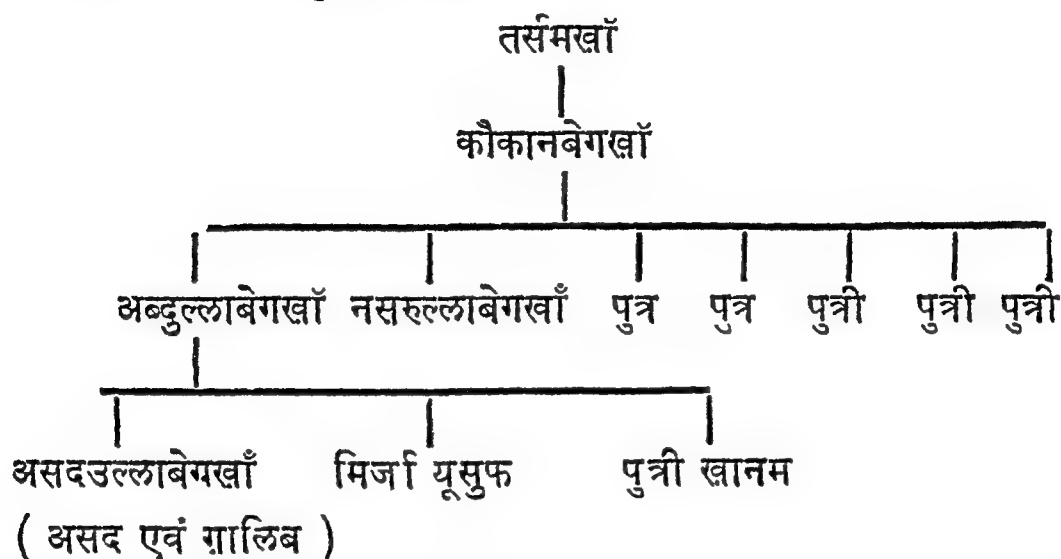 तर्समखाॅ
कौकानबेगखाॅ
अब्दुल्लाबेगखाॅ नसरुल्लाबेगखाँ पुत्र पुत्र पुत्री पुत्री पुत्री
असदउल्लाबेगखाँ मिर्जा यूसुफ पुत्री खानम
( असद एवं ग़ालिब )